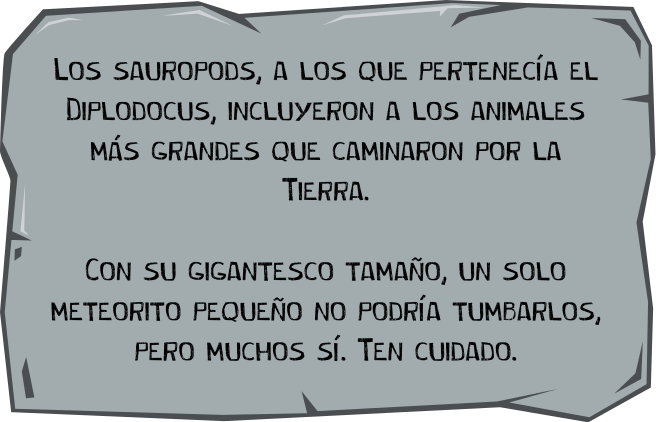 Los sauropods, a los que pertenecía el
Diplodocus, incluyeron a los animales
más grandes que caminaron por la
Tierra.
Con su gigantesco tamaño, un solo
meteorito pequeño no podría tumbarlos,
pero muchos sí. Ten cuidado.